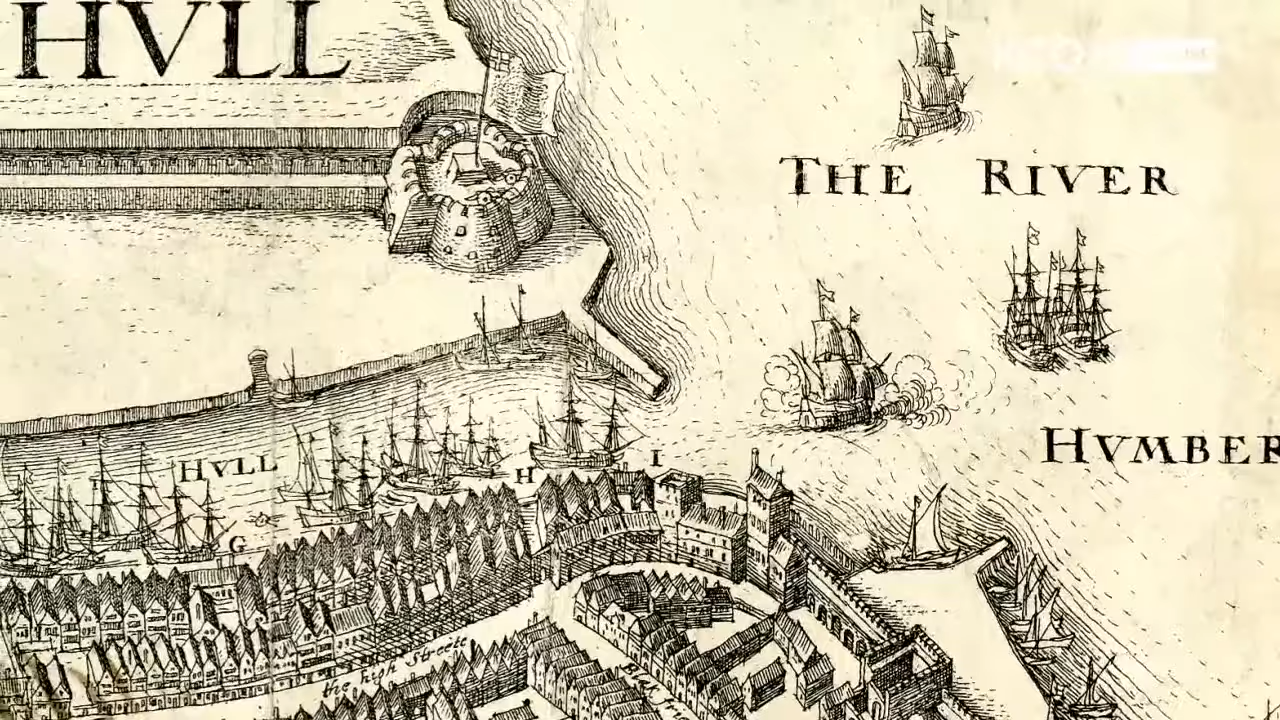 HVLL
THE RIVER
HVMBER
HVLL
H
I
G
the high Streete